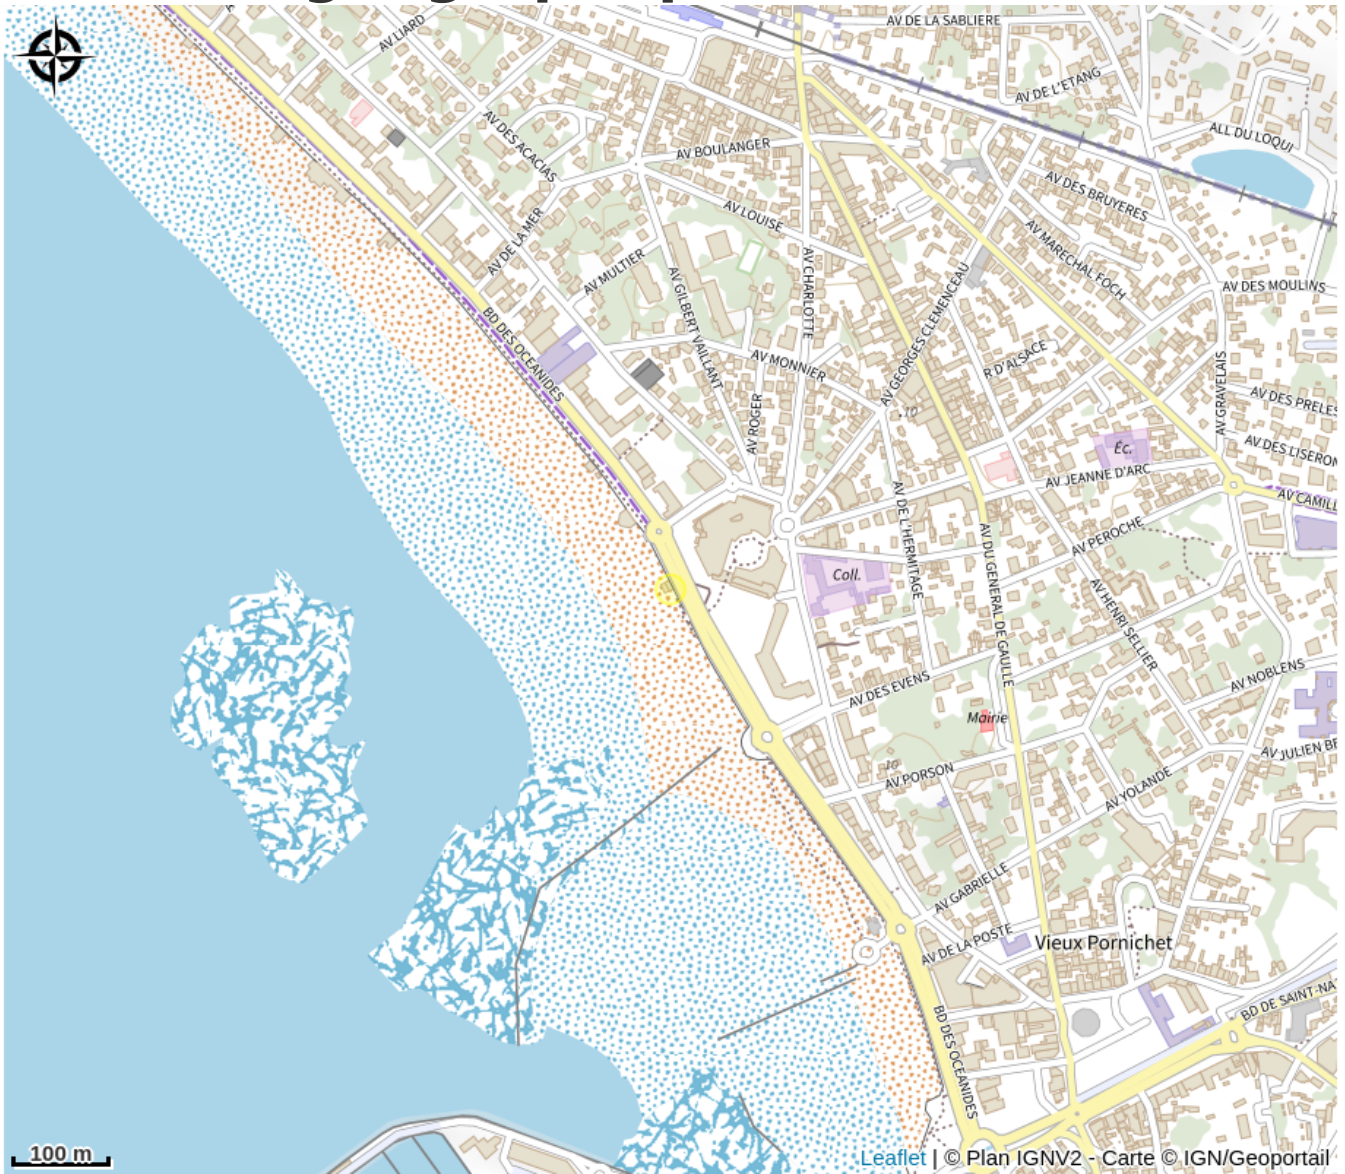 AV DE LA SABLIERE
AV LIARD
AV DE L'ETANG
ALL DU LOQUI
AV DES ACACIAS
AV BOULANGER
AV DES BRUYERES
AV LOUISE
AV DE LA MER
AV MARECHAL FOCH
AV MULTIER
AV CHARLOTTE
AV GILBERT VAILLANT
AV GEORGES CLEMENCEAU
AV DES MOULINS
BD DES OCEANIDES
AV MONNIER
R D'ALSACE
AV GRAVELAIS
AV DES PRELES
AV ROGER
10
Éc.
AV DES LISERON
AV JEANNE D'ARC
AV DE L'HERMITAGE
AV CAMILL
AV PEROCHE
AV DU GENERAL DE GAULLE
Coll.
AV HENRI SELLIER
AV DES EVENS
AV NOBLENS
Mairie
AV JULIEN BE
10
AV PORSON
AV YOLANDE
AV GABRIELLE
AV DE LA POSTE
Vieux Pornichet
BD DE SAINT-NA
BD DES OCEANIDES
100 m
Leaflet | © Plan IGNV2 - Carte © IGN/Geoportail